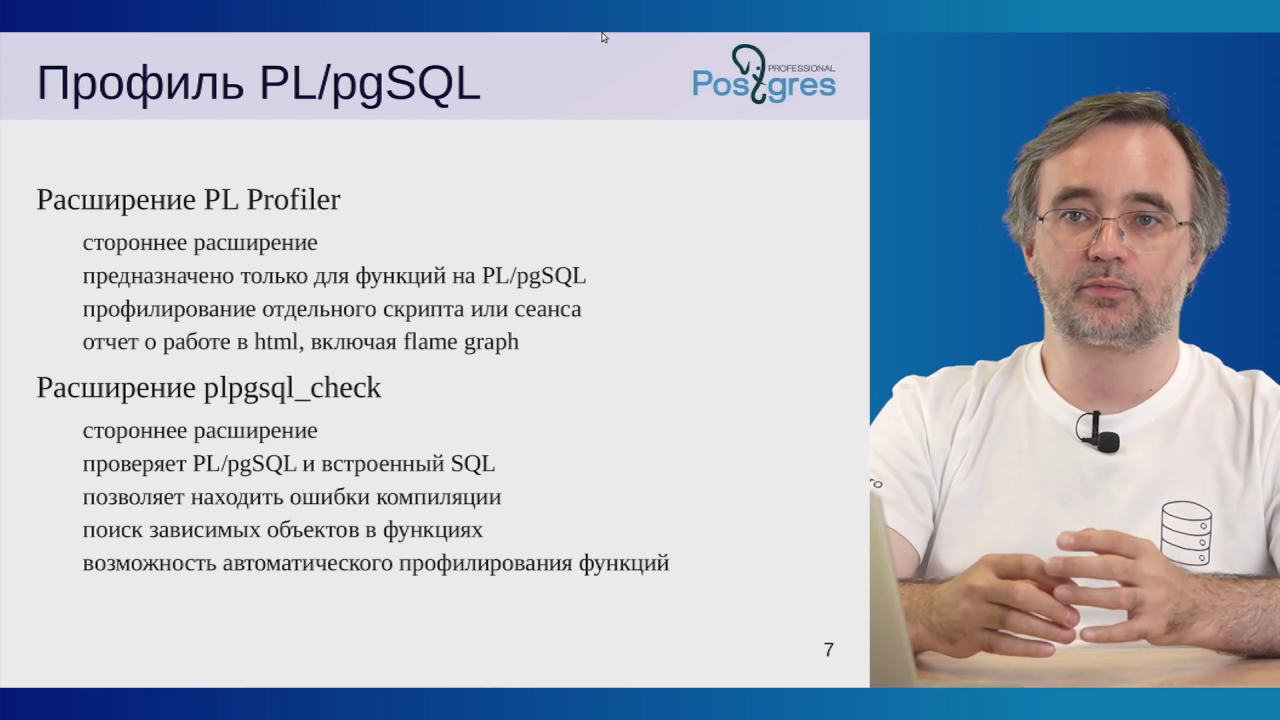 Профиль PL/pgSQL
PROFESSIONAL
Postgres
Расширение PL Profiler
стороннее расширение
предназначено только для функций на PL/pgSQL
профилирование отдельного скрипта или сеанса
отчет о работе в html, включая flame graph
Расширение plpgsql_check
стороннее расширение
проверяет PL/pgSQL и встроенный SQL
позволяет находить ошибки компиляции
поиск зависимых объектов в функциях
возможность автоматического профилирования функций
7